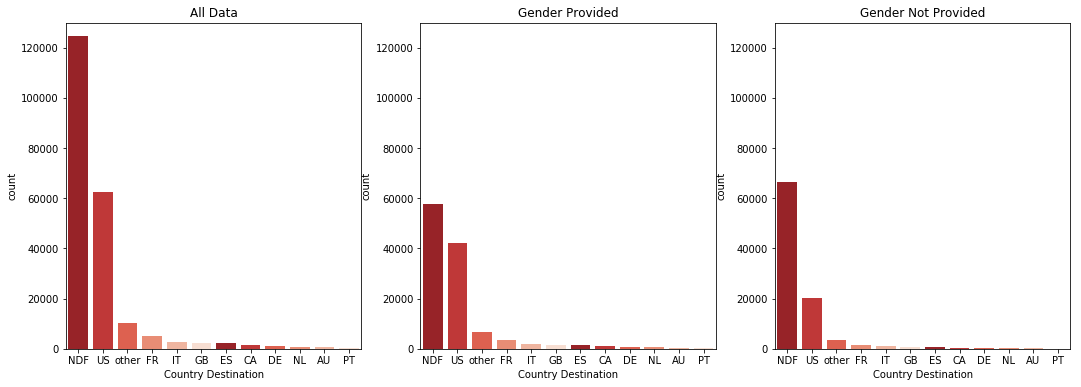 All Data
120000
100000
80000
60000
40000
20000
0
count
NDF US other FR IT GB ES CA DE NL AU PT
Country Destination
Gender Provided
120000
100000
80000
60000
40000
20000
0
count
NDF US other FR IT GB ES CA DE NL AU PT
Country Destination
Gender Not Provided
120000
100000
80000
60000
40000
20000
0
count
NDF US other FR IT GB ES CA DE NL AU PT
Country Destination